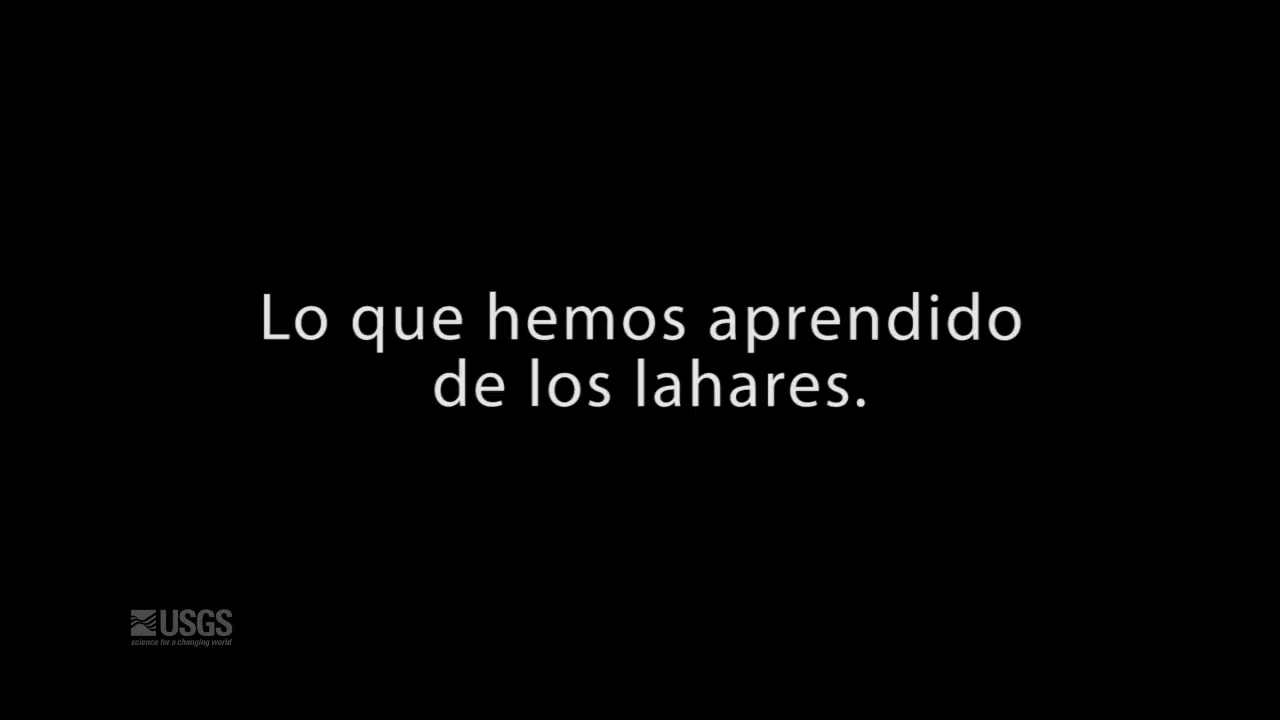 Lo que hemos aprendido
de los lahares.
USGS
science for a changing world